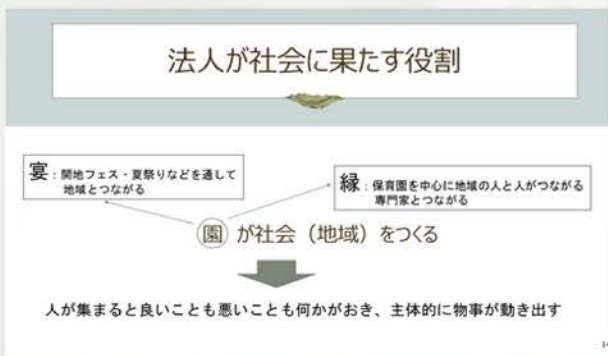 法人が社会に果たす役割
宴：開地フェス・夏祭りなどを通して
地域とつながる
縁：保育園を中心に地域の人と人がつながる
専門家とつながる
園が社会（地域）をつくる
人が集まると良いことも悪いことも何かがおき、主体的に物事が動き出す